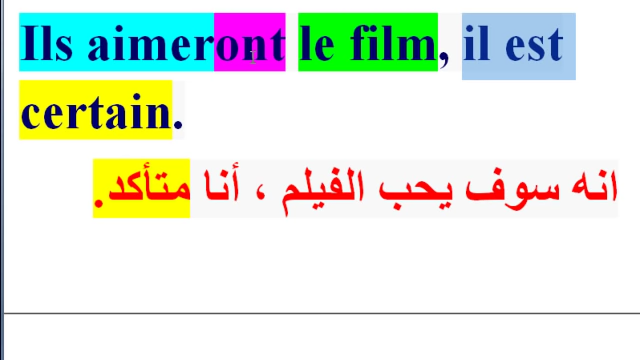 Ils aimeront le film, il est
certain.
انه سوف يحب الفيلم ، أنا متأكد.